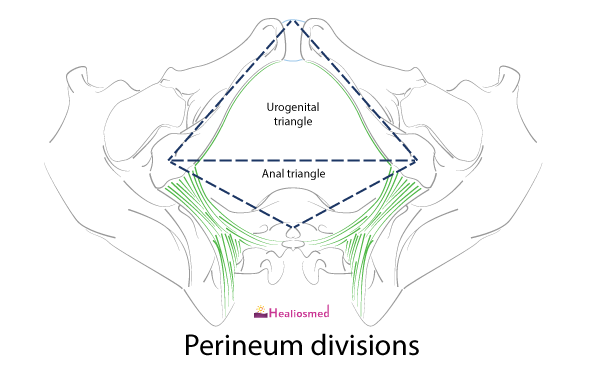 Urogenital
triangle
Anal triangle
Healiosmed
Perineum divisions